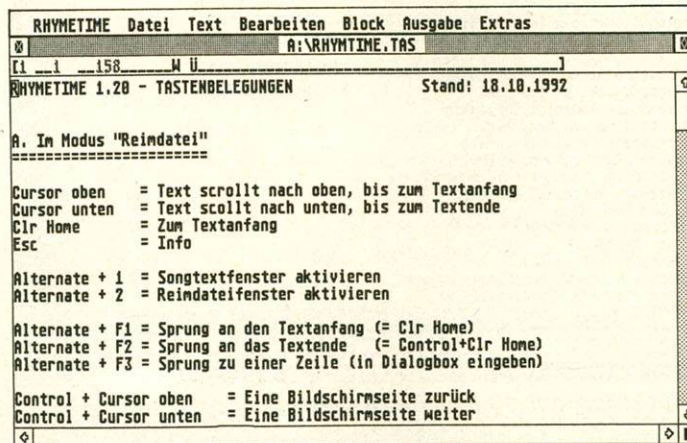 RHYMETIME Datei Text Bearbeiten Block Ausgabe Extras
A:\RHYMTIME.TAS
[1 __1 __158______W Ü_____________________________________________]
RHYMETIME 1.20 - TASTENBELEGUNGEN Stand: 18.10.1992
A. Im Modus "Reimdatei"
========================
Cursor oben = Text scrollt nach oben, bis zum Textanfang
Cursor unten = Text scollt nach unten, bis zum Textende
Clr Home = Zum Textanfang
Esc = Info
Alternate + 1 = Songtextfenster aktivieren
Alternate + 2 = Reimdateifenster aktivieren
Alternate + F1 = Sprung an den Textanfang (= Clr Home)
Alternate + F2 = Sprung an das Textende (= Control+Clr Home)
Alternate + F3 = Sprung zu einer Zeile (in Dialogbox eingeben)
Control + Cursor oben = Eine Bildschirmseite zurück
Control + Cursor unten = Eine Bildschirmseite weiter